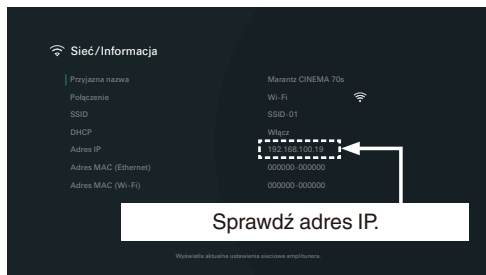 Sieć/Informacja
Przyjazna nazwa Marantz CINEMA 70s
Połączenie Wi-Fi
SSID SSID-01
DHCP Włącz
Adres IP 192.168.100.19
Adres MAC (Ethernet) 000000-000000
Adres MAC (Wi-Fi) 000000-000000
Sprawdź adres IP.
Wyświetla aktualne ustawienia sieciowe amplitunera.